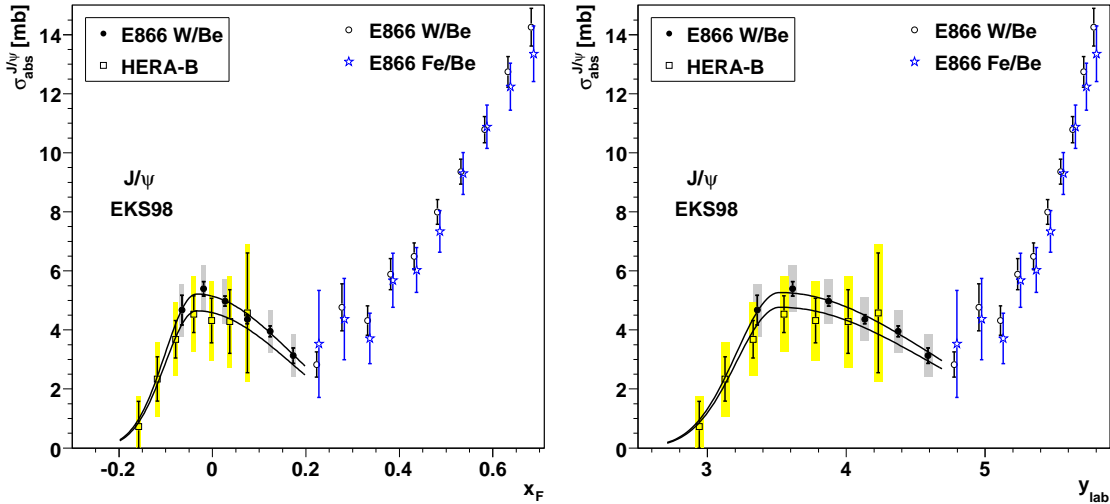 σ_abs^J/ψ [mb]
14
12
10
8
6
4
2
0
E866 W/Be
HERA-B
E866 W/Be
E866 Fe/Be
J/ψ
EKS98
-0.2 0 0.2 0.4 0.6
x_F
σ_abs^J/ψ [mb]
14
12
10
8
6
4
2
0
E866 W/Be
HERA-B
E866 W/Be
E866 Fe/Be
J/ψ
EKS98
3 4 5
y_lab